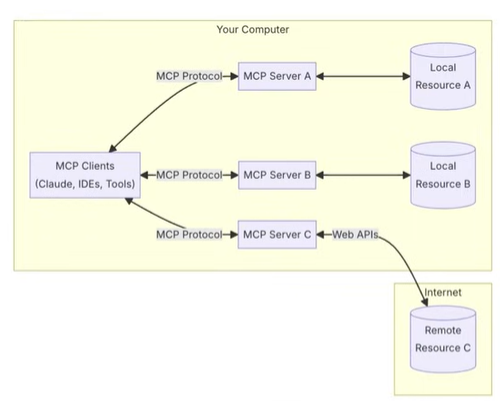 Your Computer
MCP Protocol
MCP Server A
Local
Resource A
MCP Clients
(Claude, IDEs, Tools)
MCP Protocol
MCP Server B
Local
Resource B
MCP Protocol
MCP Server C
Web APIs
Internet
Remote
Resource C